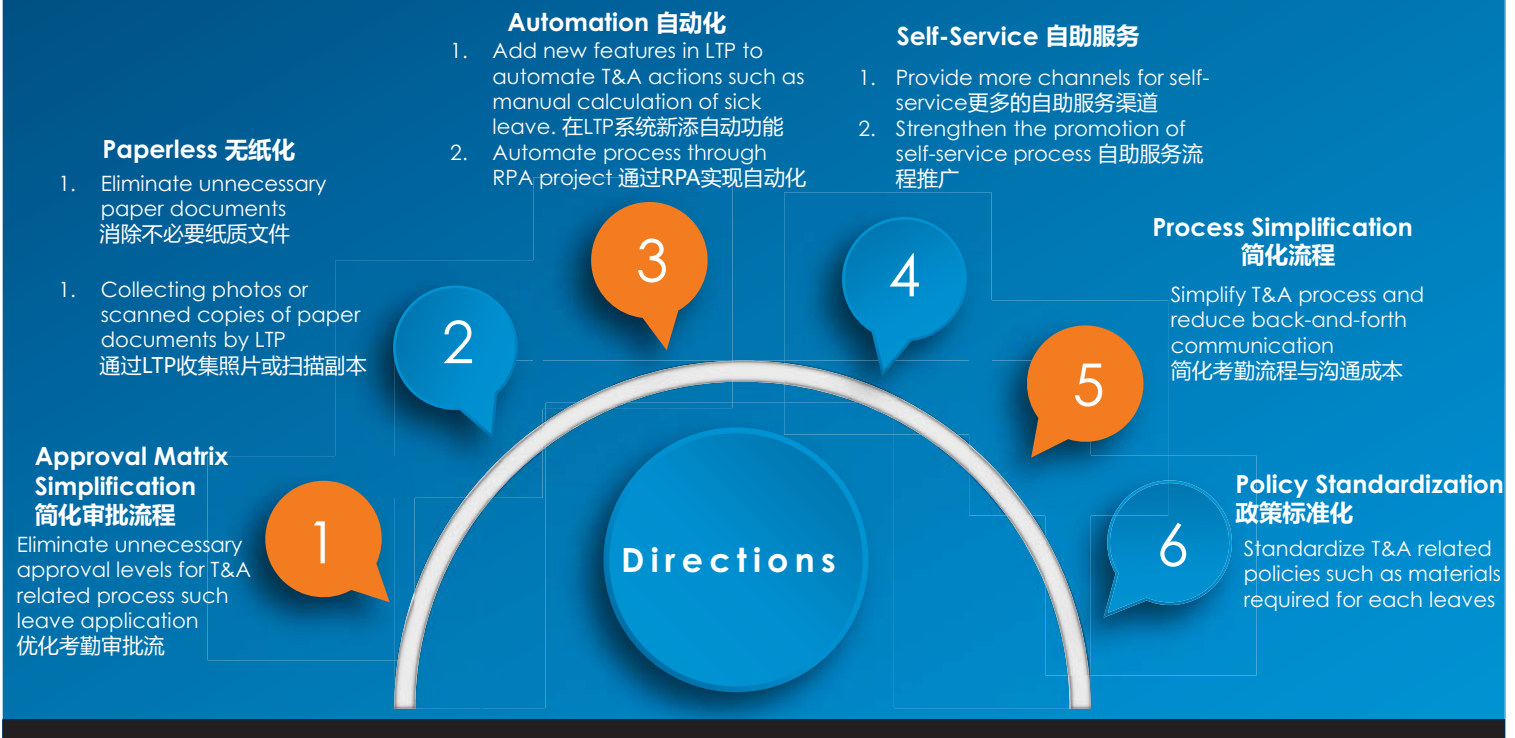 Approval Matrix
Simplification
简化审批流程
Eliminate unnecessary
approval levels for T&A
related process such
leave application
优化考勤审批流
1
Paperless 无纸化
1. Eliminate unnecessary
paper documents
消除不必要纸质文件
1. Collecting photos or
scanned copies of paper
documents by LTP
通过LTP收集照片或扫描副本
2
Automation 自动化
1. Add new features in LTP to
automate T&A actions such as
manual calculation of sick
leave. 在LTP系统新添自动功能
2. Automate process through
RPA project 通过RPA实现自动化
3
Self-Service 自助服务
1. Provide more channels for self-
service更多的自助服务渠道
2. Strengthen the promotion of
self-service process 自助服务流
程推广
4
Process Simplification
简化流程
Simplify T&A process and
reduce back-and-forth
communication
简化考勤流程与沟通成本
5
Policy Standardization
政策标准化
Standardize T&A related
policies such as materials
required for each leaves
6
Directions